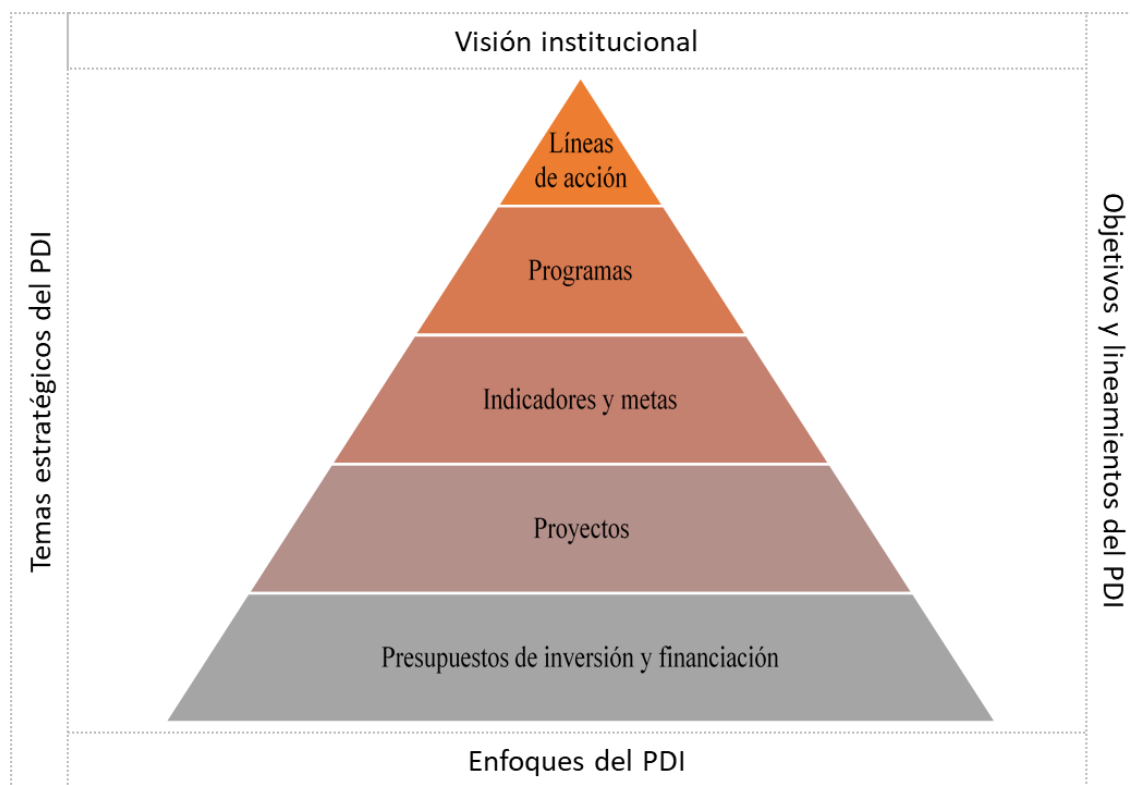 Visión institucional
Temas estratégicos del PDI
Líneas
de acción
Programas
Indicadores y metas
Proyectos
Presupuestos de inversión y financiación
Objetivos y lineamientos del PDI
Enfoques del PDI